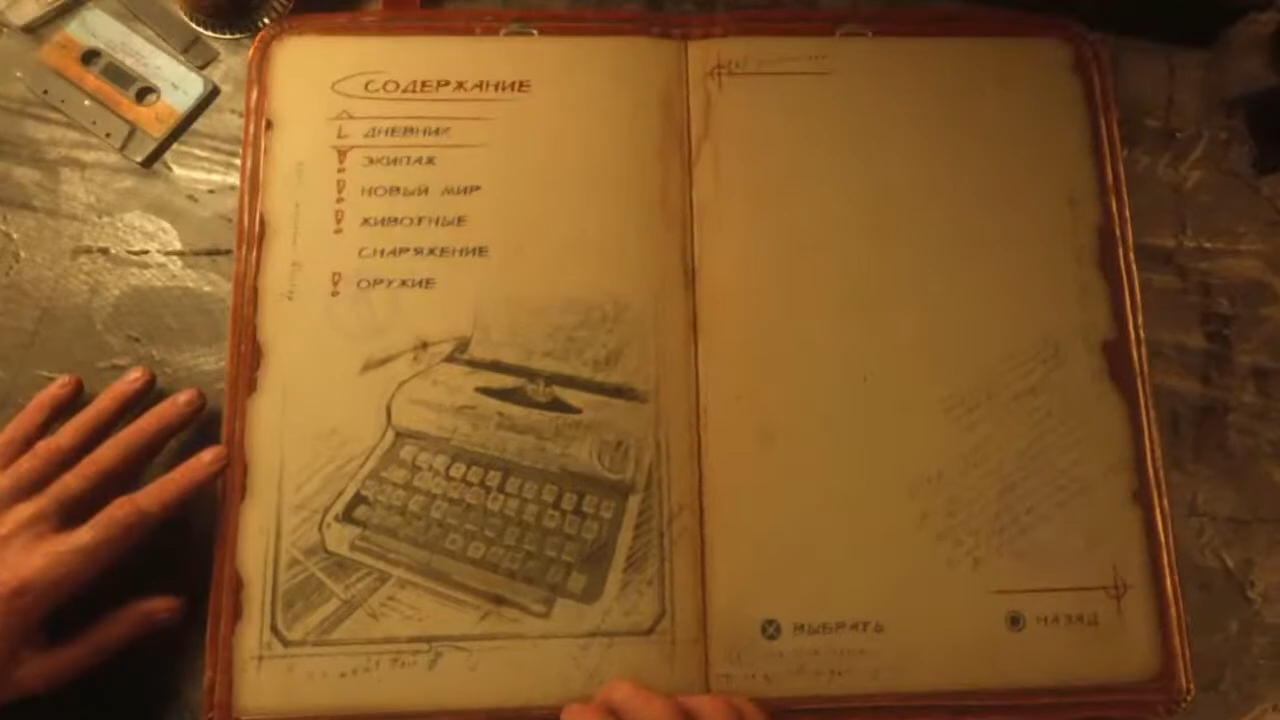 СОДЕРЖАНИЕ
ДНЕВНИК
ЭКИПАЖ
НОВЫЙ МИР
ЖИВОТНЫЕ
СНАРЯЖЕНИЕ
ОРУЖИЕ
ВЫБРАТЬ
НАЗАД